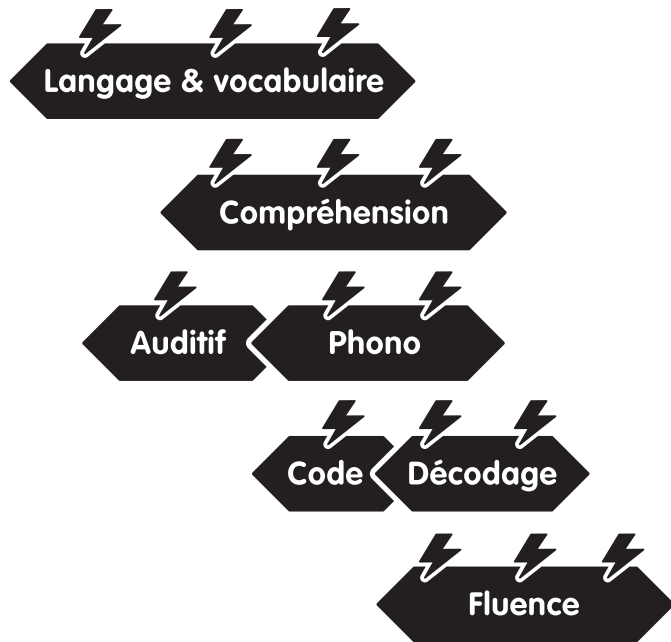 Langage & vocabulaire
Compréhension
Auditif Phono
Code Décodage
Fluence